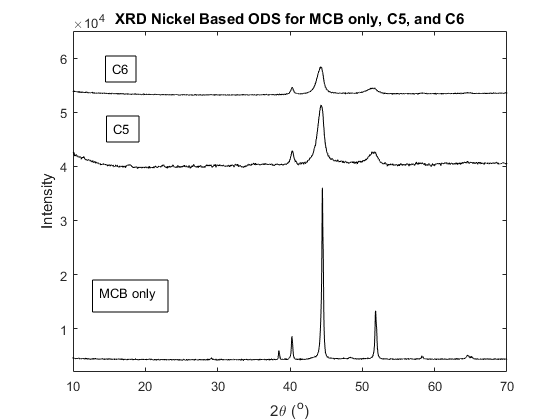 XRD Nickel Based ODS for MCB only, C5, and C6
×10⁴
6
5
4
3
2
1
Intensity
C6
C5
MCB only
10 20 30 40 50 60 70
2θ (°)